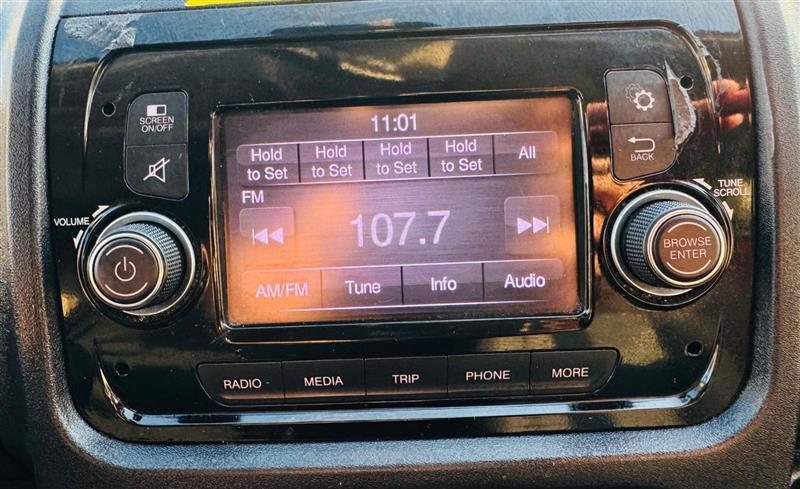 11:01
SCREEN
ON/OFF
Hold
to Set
Hold
to Set
Hold
to Set
Hold
to Set
All
BACK
FM
VOLUME
107.7
TUNE
SCROLL
BROWSE
ENTER
AM/FM
Tune
Info
Audio
RADIO
MEDIA
TRIP
PHONE
MORE